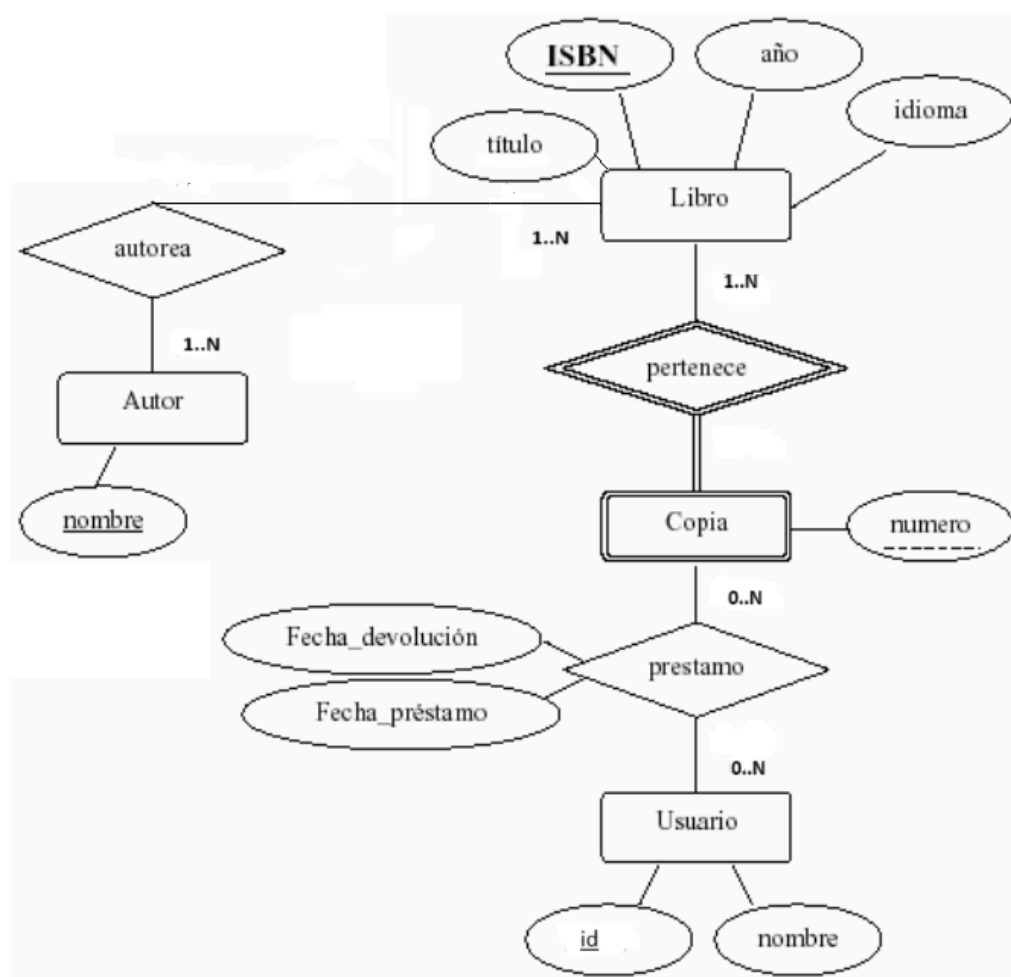 ISBN
año
idioma
título
Libro
autorea
1..N
1..N
1..N
pertenece
Autor
nombre
Copia
numero
0..N
Fecha_devolución
prestamo
Fecha_préstamo
0..N
Usuario
id
nombre